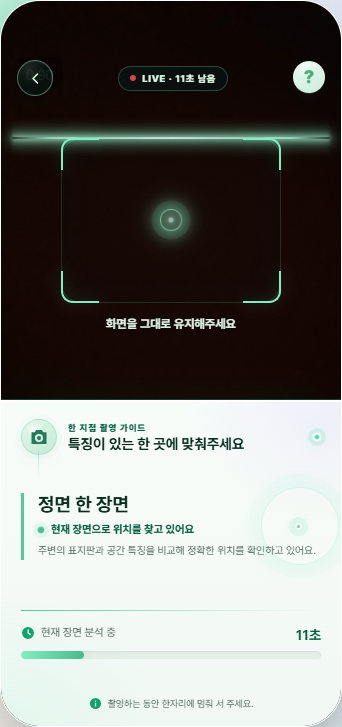 LIVE · 11초 남음
?
화면을 그대로 유지해주세요
한 지점 촬영 가이드
특징이 있는 한 곳에 맞춰주세요
정면 한 장면
현재 장면으로 위치를 찾고 있어요
주변의 표지판과 공간 특징을 비교해 정확한 위치를 확인하고 있어요.
현재 장면 분석 중
11초
촬영하는 동안 한자리에 멈춰 서 주세요.